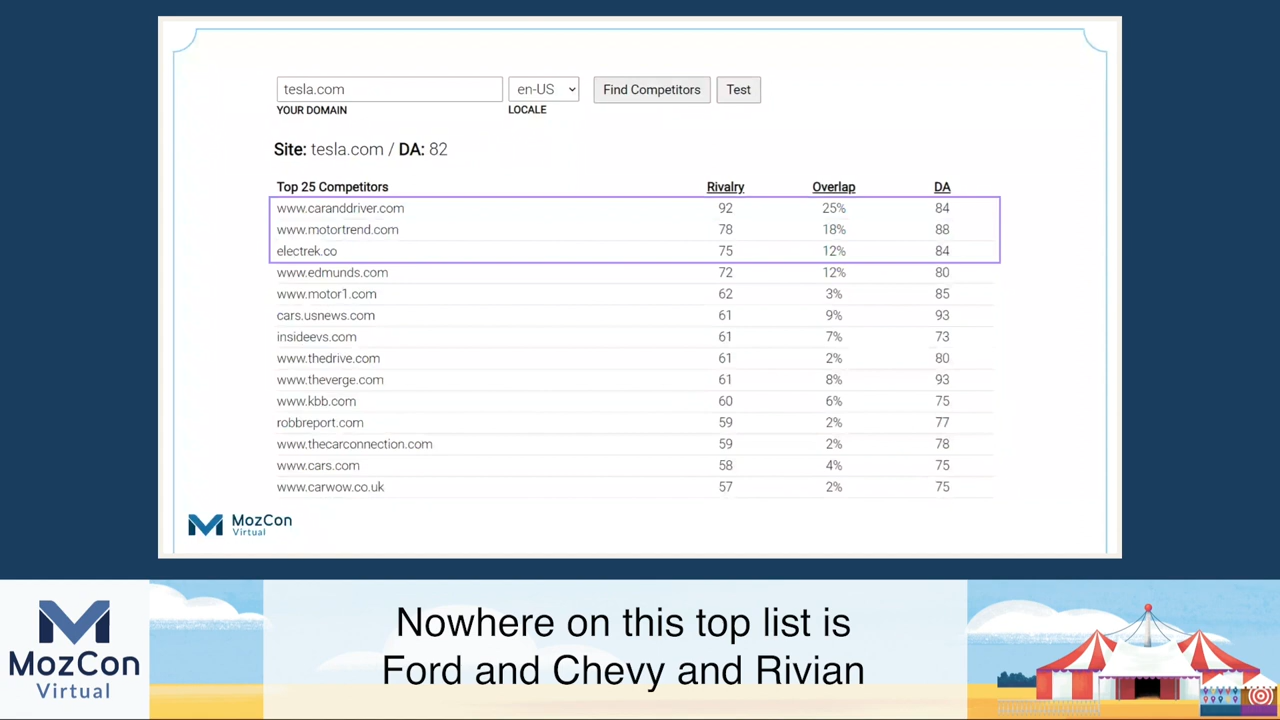 tesla.com en-US Find Competitors Test
YOUR DOMAIN LOCALE
Site: tesla.com / DA: 82
Top 25 Competitors Rivalry Overlap DA
www.caranddriver.com 92 25% 84
www.motortrend.com 78 18% 88
electrek.co 75 12% 84
www.edmunds.com 72 12% 80
www.motor1.com 62 3% 85
cars.usnews.com 61 9% 93
insideevs.com 61 7% 73
www.thedrive.com 61 2% 80
www.theverge.com 61 8% 93
www.kbb.com 60 6% 75
robbreport.com 59 2% 77
www.thecarconnection.com 59 2% 78
www.cars.com 58 4% 75
www.carwow.co.uk 57 2% 75
MozCon
Virtual
Nowhere on this top list is
Ford and Chevy and Rivian
MozCon
Virtual